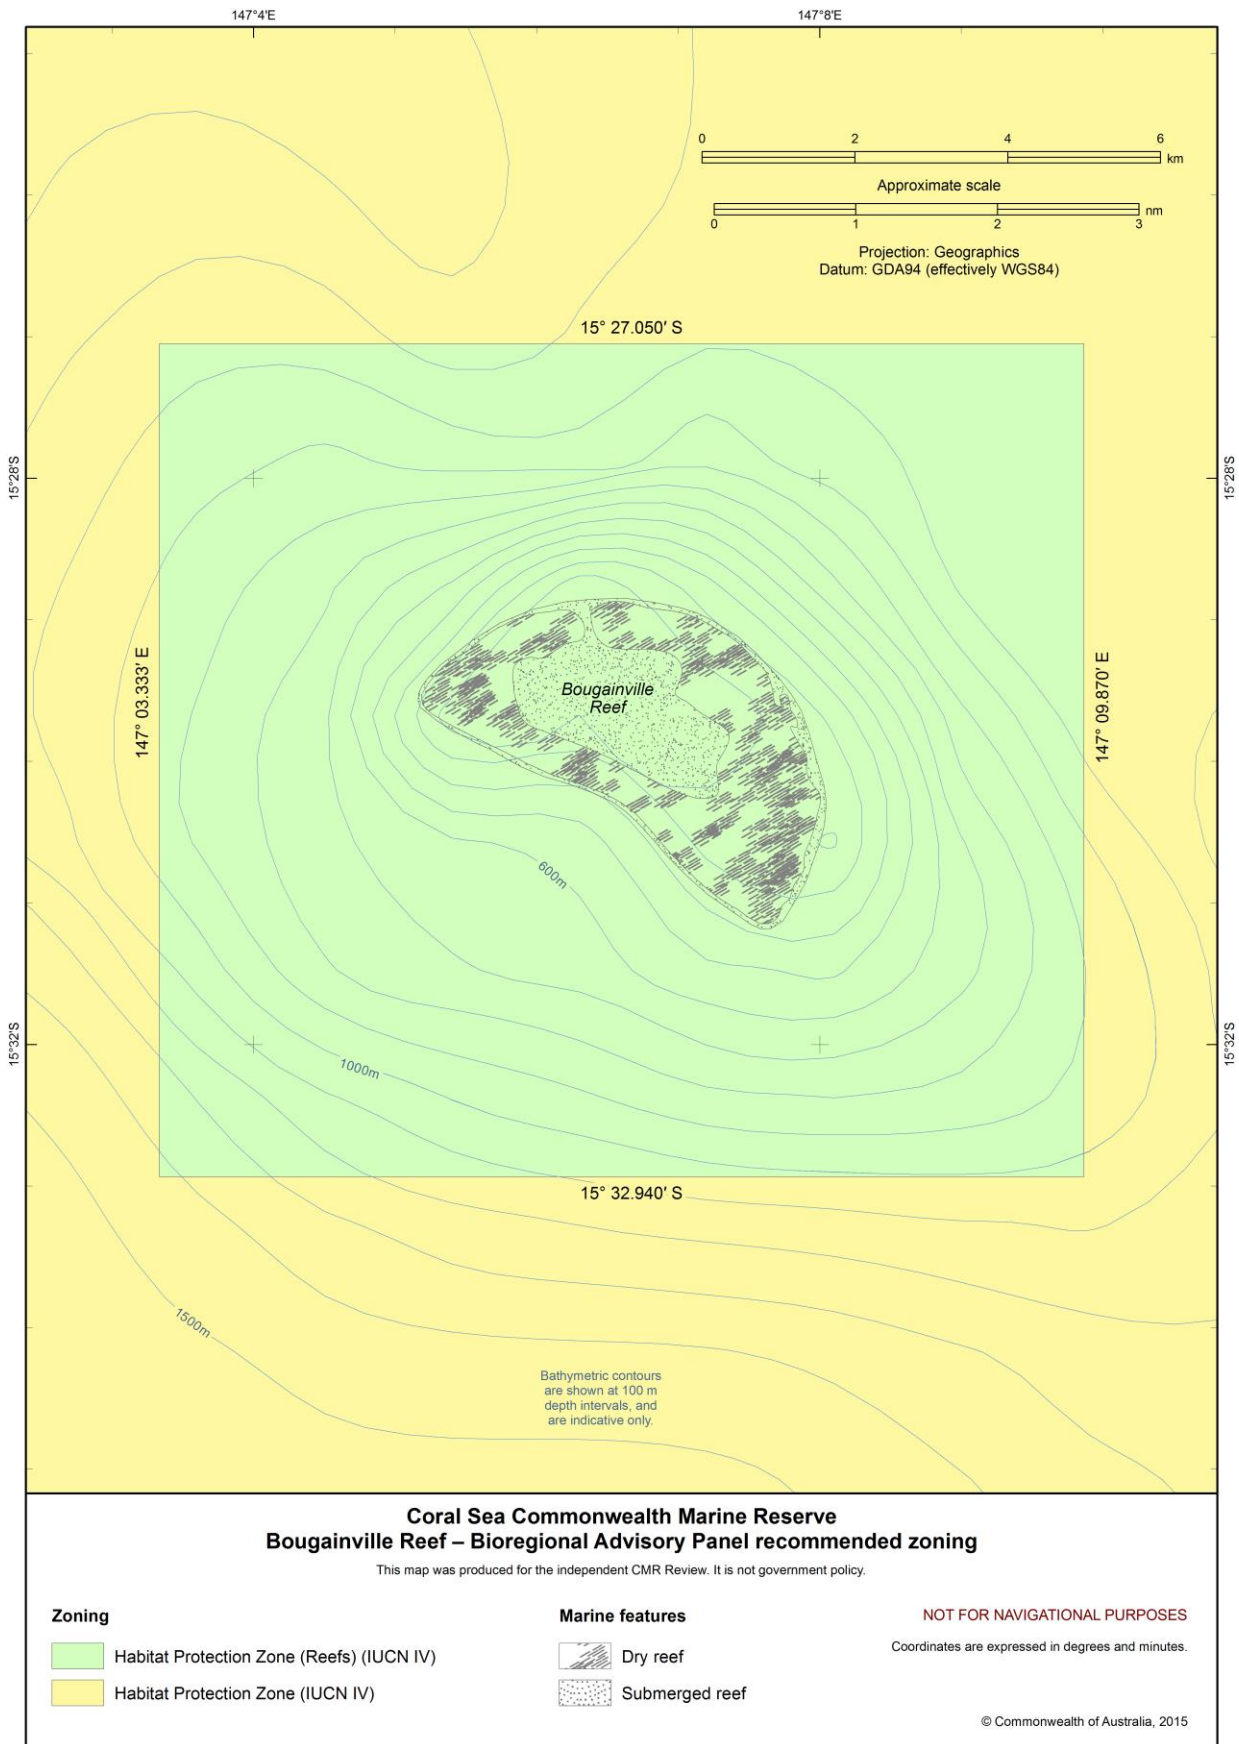 147°4'E
147°8'E
0 2 4 6 km
Approximate scale
0 1 2 3 nm
Projection: Geographics
Datum: GDA94 (effectively WGS84)
15° 27.050' S
15°28'S
15°28'S
147° 03.333' E
147° 09.870' E
Bougainville
Reef
600m
15°32'S
15°32'S
1000m
15° 32.940' S
1500m
Bathymetric contours
are shown at 100 m
depth intervals, and
are indicative only.
Coral Sea Commonwealth Marine Reserve
Bougainville Reef – Bioregional Advisory Panel recommended zoning
This map was produced for the independent CMR Review. It is not government policy.
Zoning
Habitat Protection Zone (Reefs) (IUCN IV)
Habitat Protection Zone (IUCN IV)
Marine features
Dry reef
Submerged reef
NOT FOR NAVIGATIONAL PURPOSES
Coordinates are expressed in degrees and minutes.
© Commonwealth of Australia, 2015